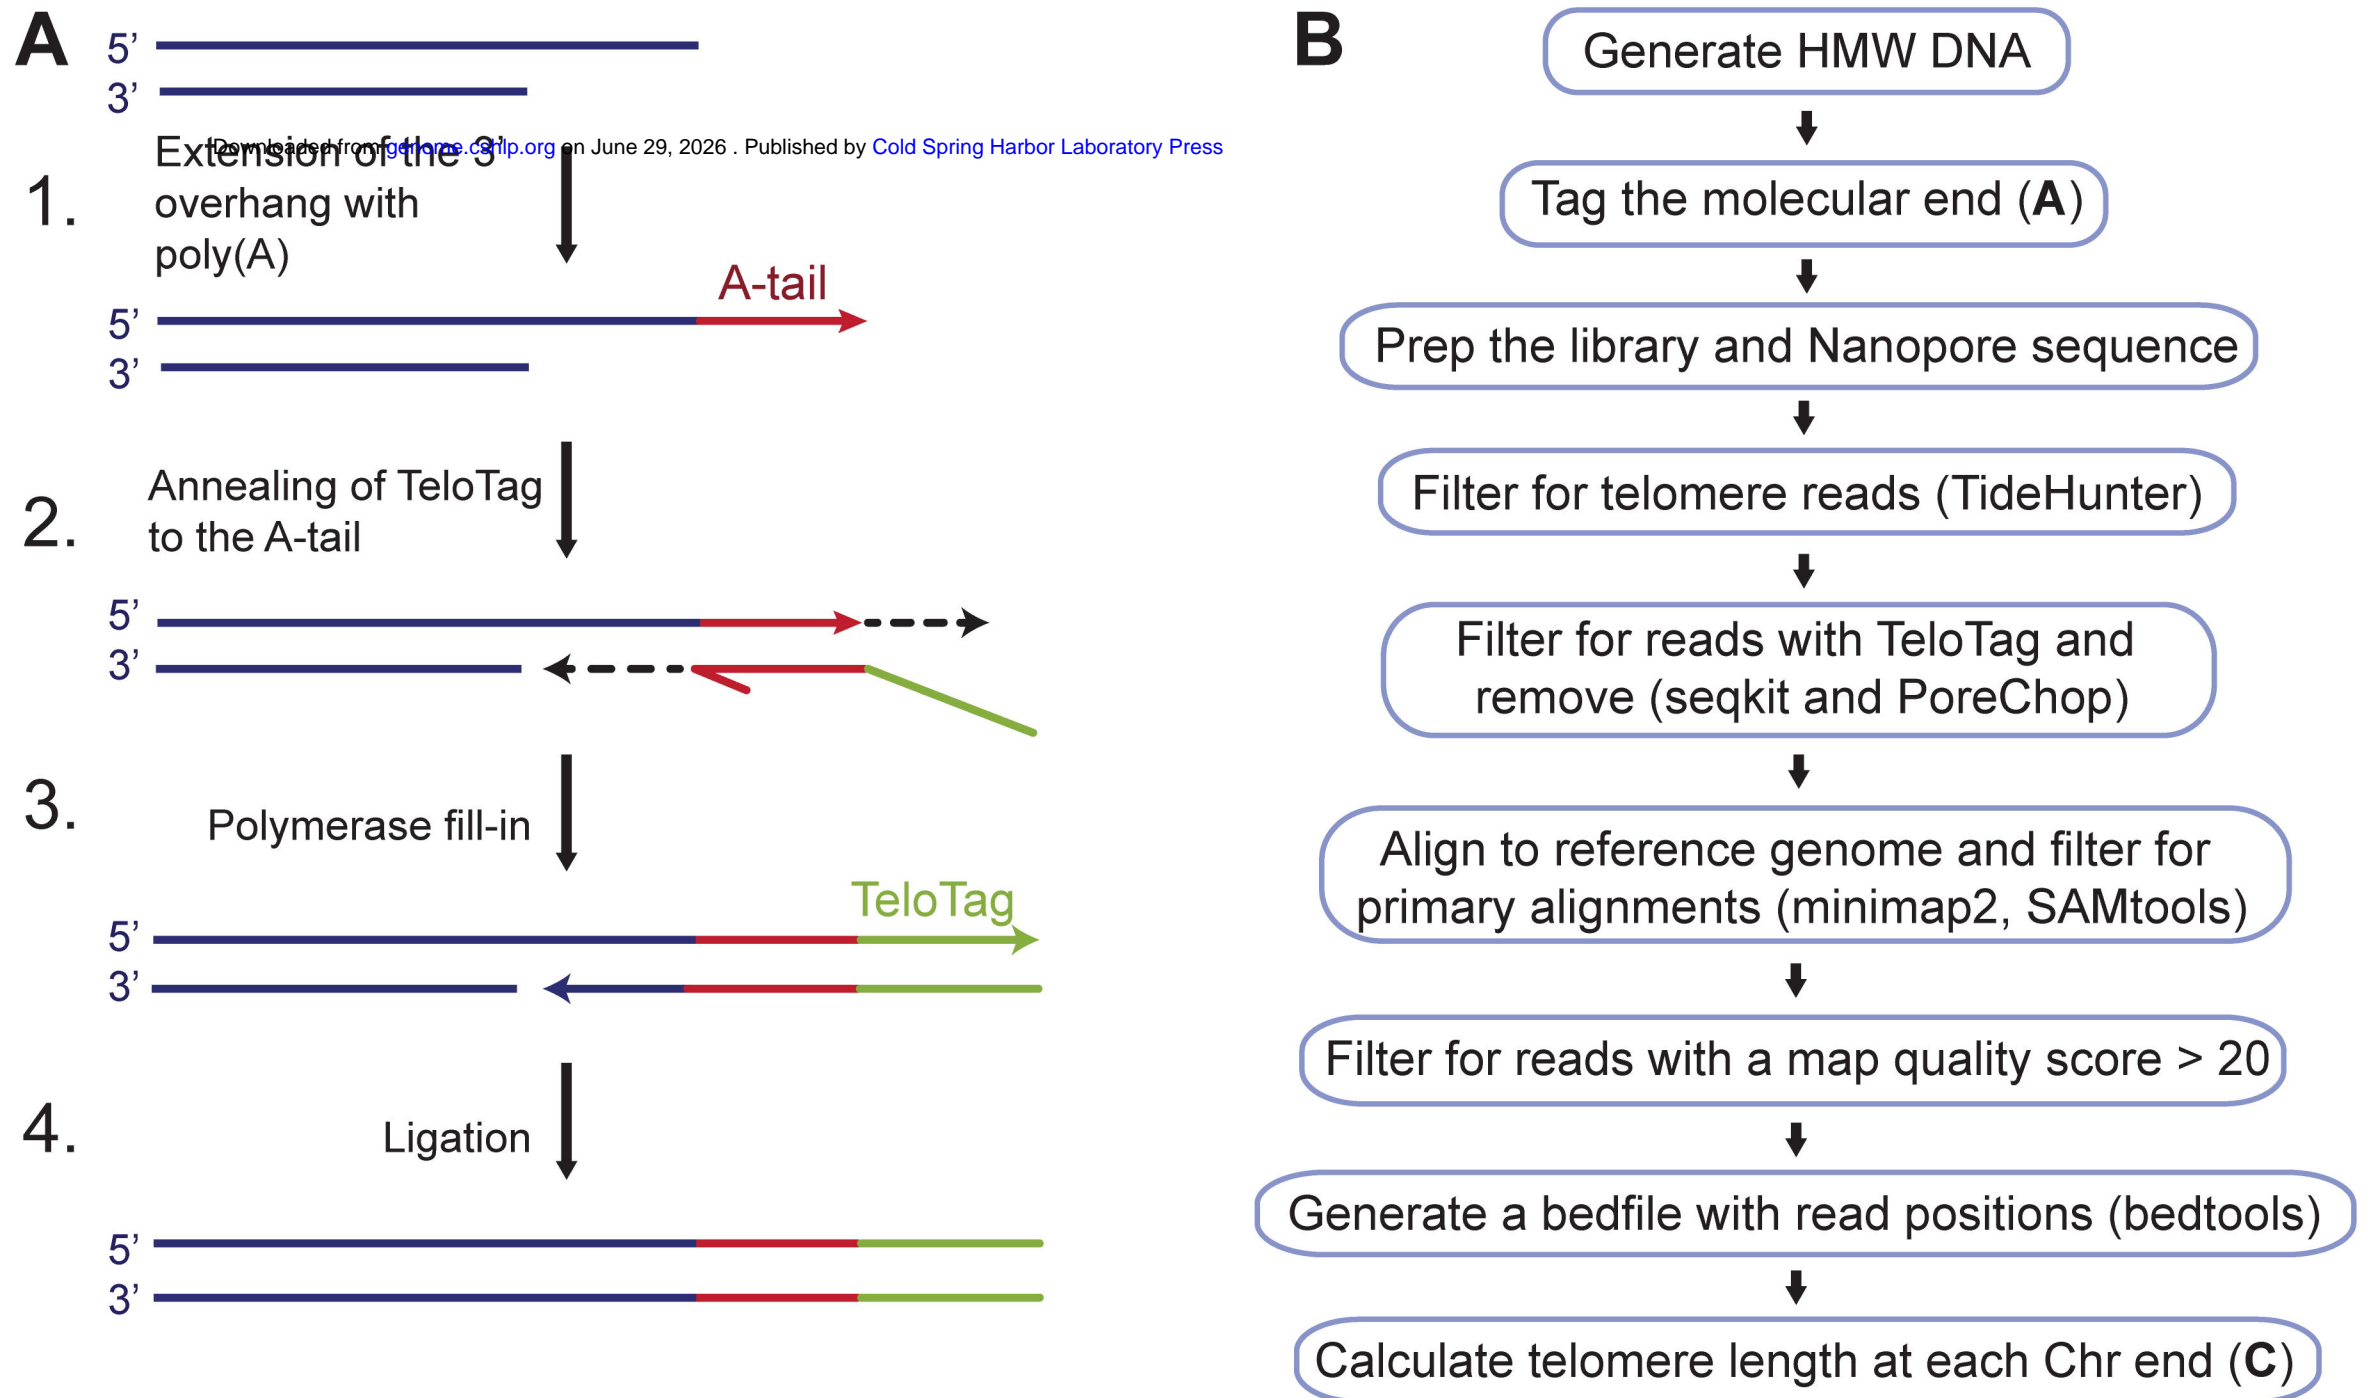 A
5’
3’
Downloaded from genome.cshlp.org on June 29, 2026 . Published by Cold Spring Harbor Laboratory Press
1.
Extension of the 3’
overhang with
poly(A)
A-tail
5’
3’
2.
Annealing of TeloTag
to the A-tail
5’
3’
3.
Polymerase fill-in
TeloTag
5’
3’
4.
Ligation
5’
3’
B
Generate HMW DNA
Tag the molecular end (A)
Prep the library and Nanopore sequence
Filter for telomere reads (TideHunter)
Filter for reads with TeloTag and
remove (seqkit and PoreChop)
Align to reference genome and filter for
primary alignments (minimap2, SAMtools)
Filter for reads with a map quality score > 20
Generate a bedfile with read positions (bedtools)
Calculate telomere length at each Chr end (C)